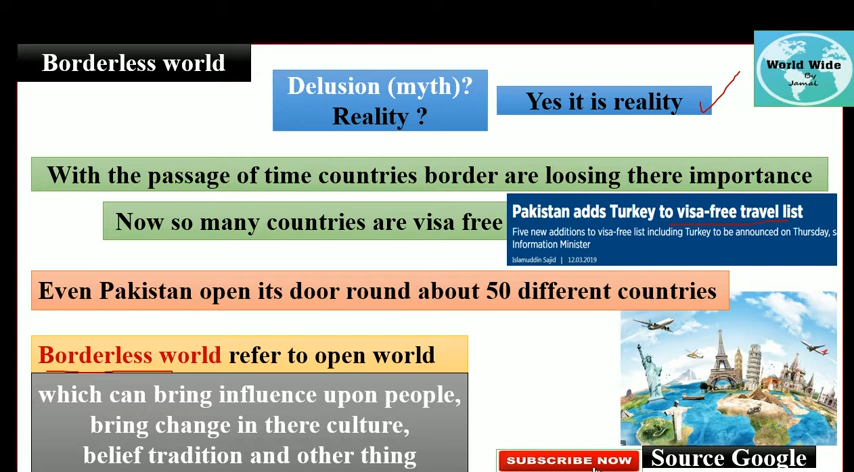 Borderless world
Delusion (myth)?
Reality ?
Yes it is reality
World Wide
By
Jamal
With the passage of time countries border are loosing there importance
Now so many countries are visa free
Pakistan adds Turkey to visa-free travel list
Five new additions to visa-free list including Turkey to be announced on Thursday,
Information Minister
Islamuddin Sajid | 12.03.2019
Even Pakistan open its door round about 50 different countries
Borderless world refer to open world
which can bring influence upon people,
bring change in there culture,
belief tradition and other thing
SUBSCRIBE NOW
Source Google